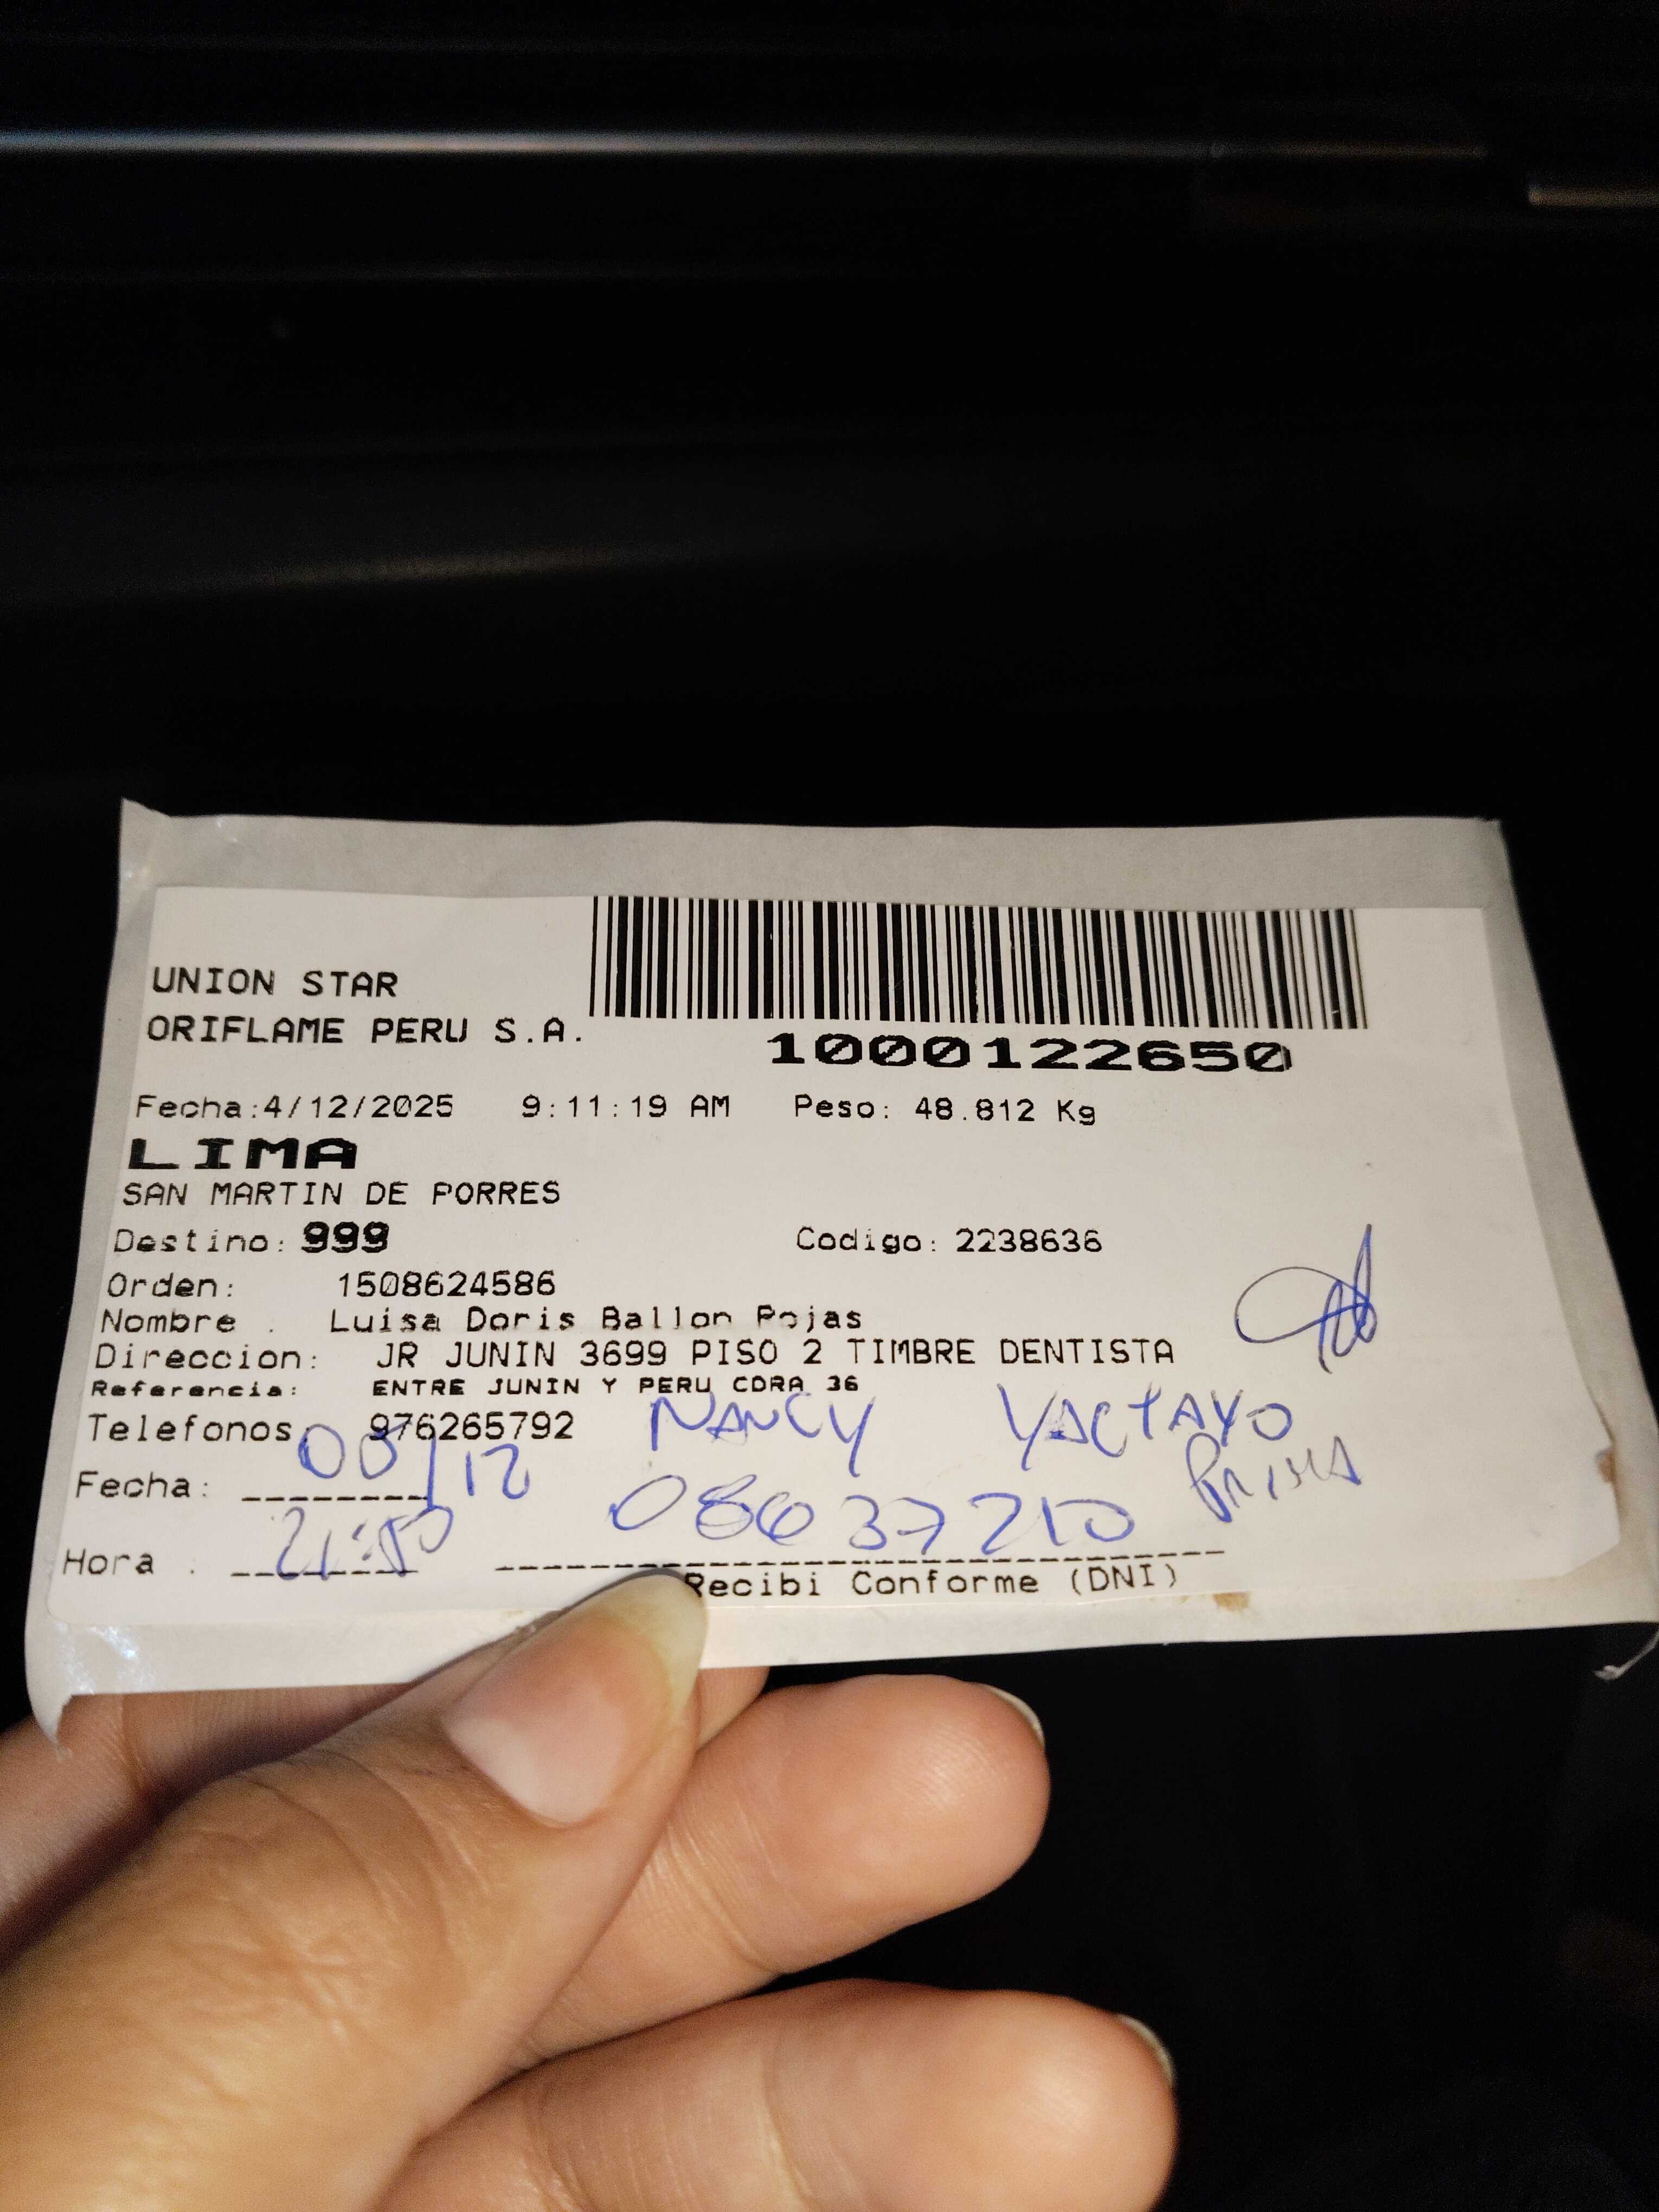 UNION STAR
ORIFLAME PERU S.A.
1000122650
Fecha:4/12/2025 9:11:19 AM Peso: 48.812 Kg
LIMA
SAN MARTIN DE PORRES
Destino: 999 Codigo: 2238636
Orden: 1508624586
Nombre : Luisa Doris Ballon Rojas
Direccion: JR JUNIN 3699 PISO 2 TIMBRE DENTISTA
Referencia: ENTRE JUNIN Y PERU CDRA 36
Telefonos 976265792 NANCY YACTAYO
PRIMA
Fecha: /12 08637210
Hora :
Recibi Conforme (DNI)